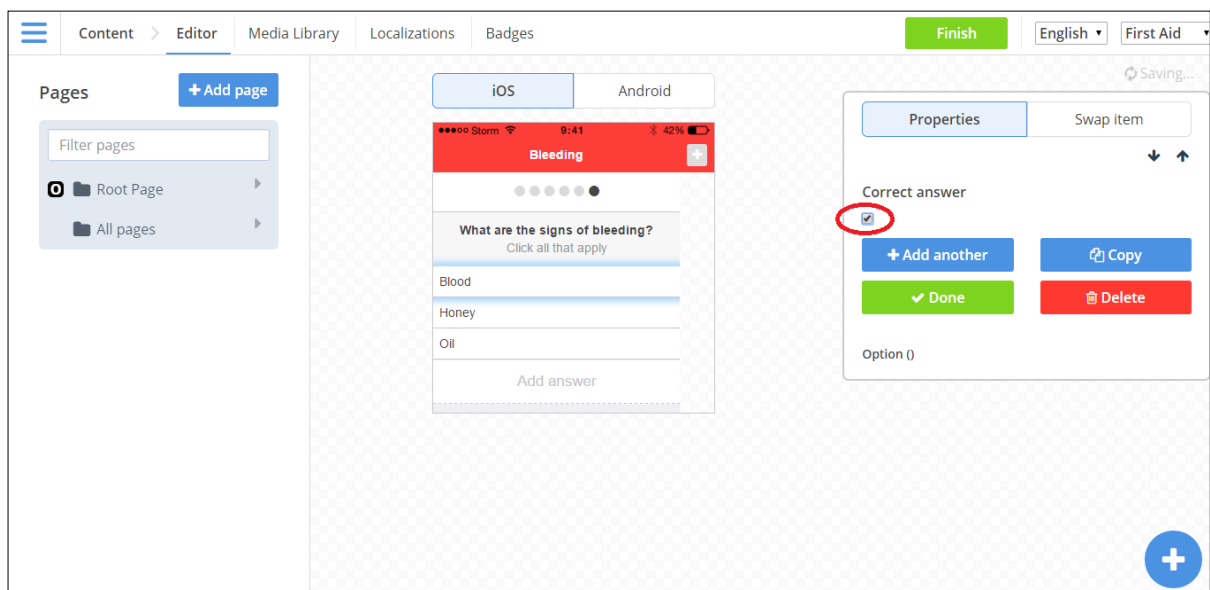 Content Editor Media Library Localizations Badges Finish English First Aid
Saving...
Pages + Add page
Filter pages
O Root Page
All pages
iOS Android
Storm 9:41 42%
Bleeding +
What are the signs of bleeding?
Click all that apply
Blood
Honey
Oil
Add answer
Properties Swap item
Correct answer
+ Add another Copy
Done Delete
Option ()